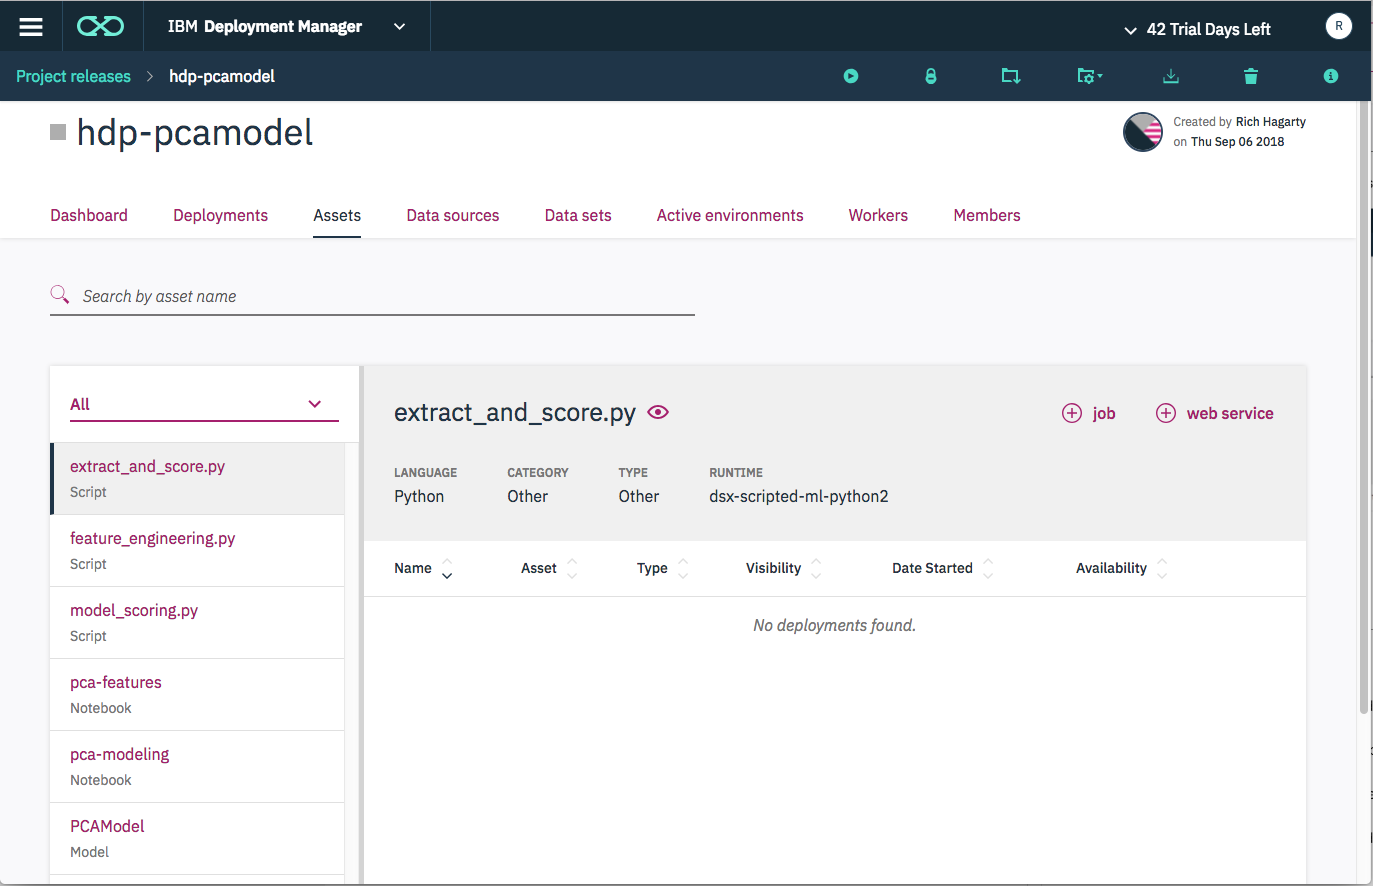 IBM Deployment Manager
42 Trial Days Left
R
Project releases > hdp-pcamodel
hdp-pcamodel
Created by Rich Hagarty
on Thu Sep 06 2018
Dashboard Deployments Assets Data sources Data sets Active environments Workers Members
Search by asset name
All
extract_and_score.py
Script
feature_engineering.py
Script
model_scoring.py
Script
pca-features
Notebook
pca-modeling
Notebook
PCAModel
Model
extract_and_score.py
job
web service
LANGUAGE CATEGORY TYPE RUNTIME
Python Other Other dsx-scripted-ml-python2
Name Asset Type Visibility Date Started Availability
No deployments found.